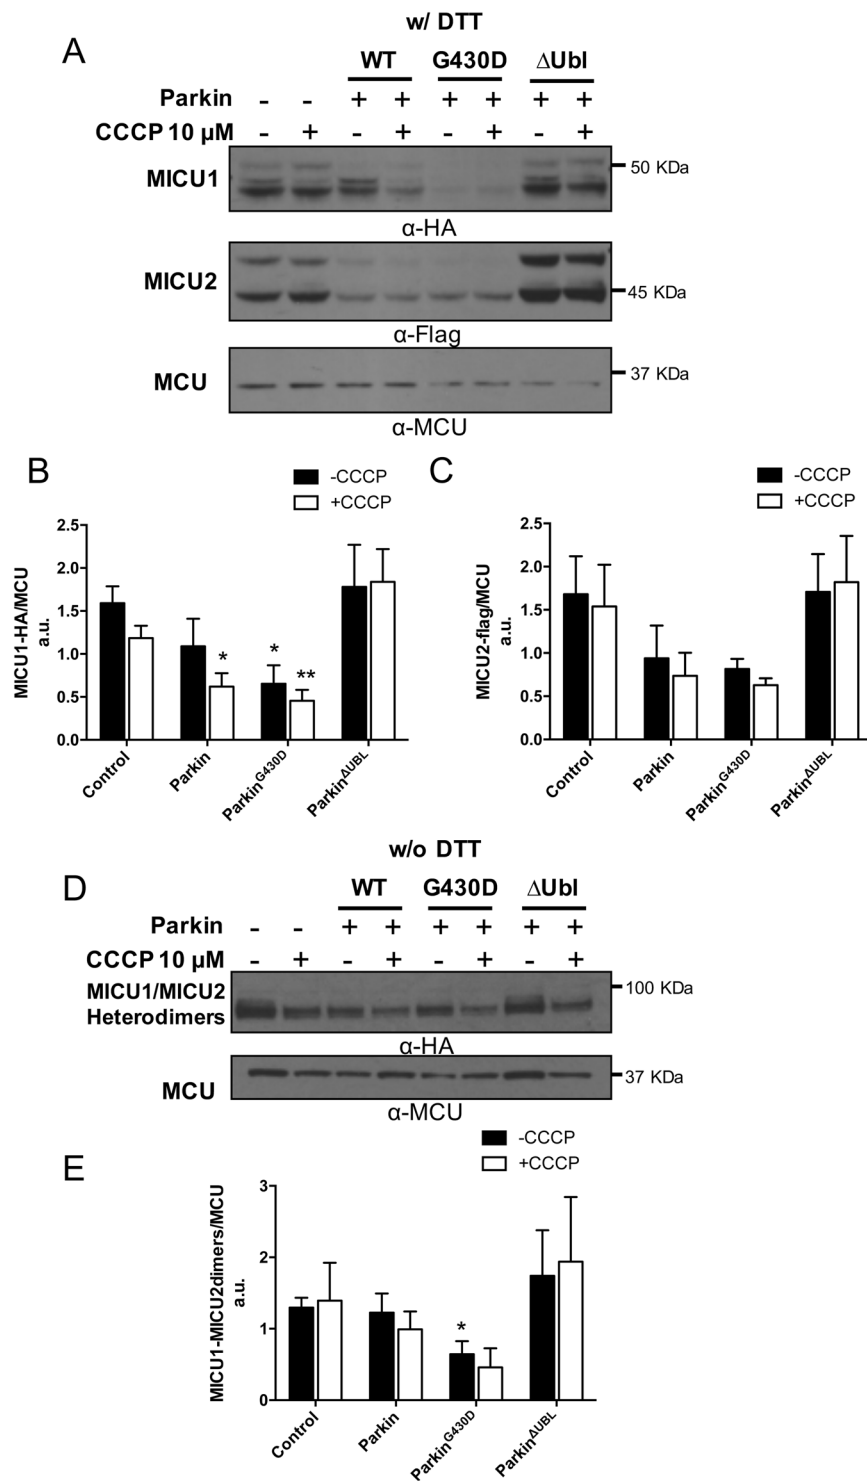 w/ DTT
A
WT G430D ΔUbl
Parkin - - + + + + + +
CCCP 10 µM - + - + - + - +
MICU1
50 KDa
α-HA
MICU2
45 KDa
α-Flag
MCU
37 KDa
α-MCU
B
-CCCP
+CCCP
MICU1-HA/MCU
a.u.
2.5
2.0
1.5
1.0
0.5
0.0
* * **
Control Parkin Parkin^G430D Parkin^ΔUBL
C
-CCCP
+CCCP
MICU2-flag/MCU
a.u.
2.5
2.0
1.5
1.0
0.5
0.0
Control Parkin Parkin^G430D Parkin^ΔUBL
w/o DTT
D
WT G430D ΔUbl
Parkin - - + + + + + +
CCCP 10 µM - + - + - + - +
MICU1/MICU2
Heterodimers
100 KDa
α-HA
MCU
37 KDa
α-MCU
E
-CCCP
+CCCP
MICU1-MICU2dimers/MCU
a.u.
3
2
1
0
*
Control Parkin Parkin^G430D Parkin^ΔUBL